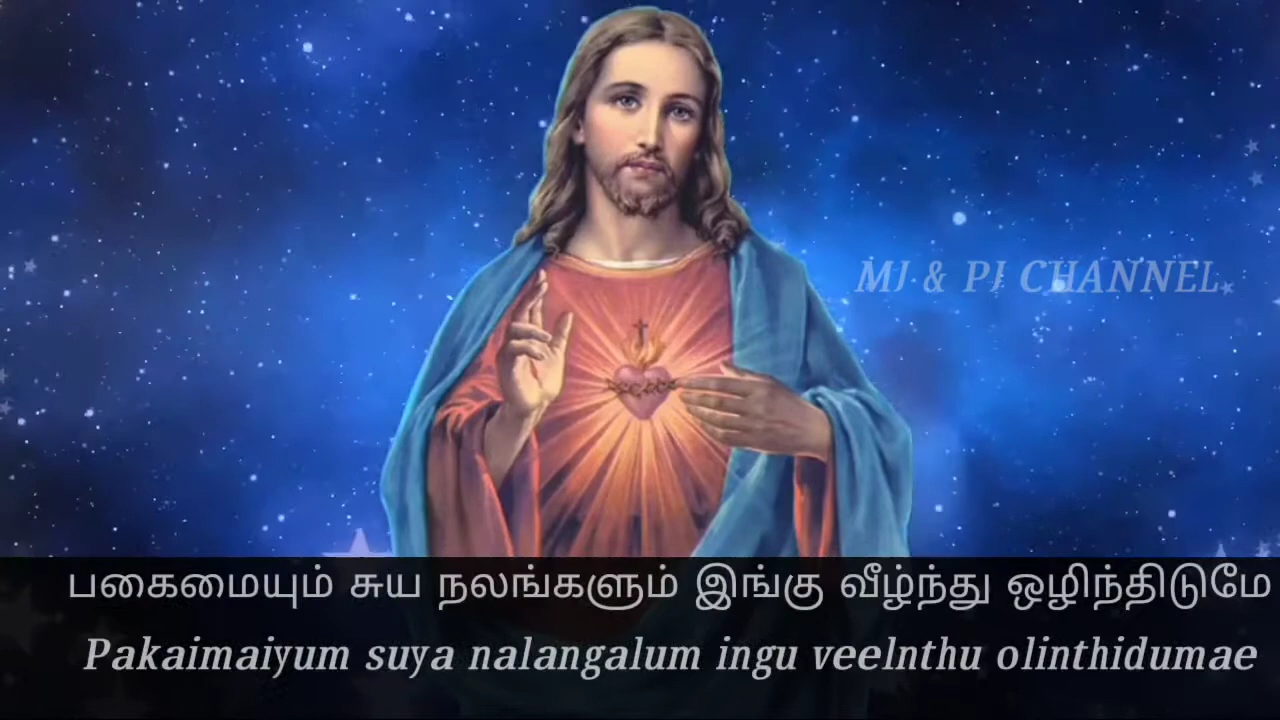 MJ & PJ CHANNEL
பகைமையும் சுய நலங்களும் இங்கு வீழ்ந்து ஒழிந்திடுமே
Pakaimaiyum suya nalangalum ingu veelnthu olinthidumae